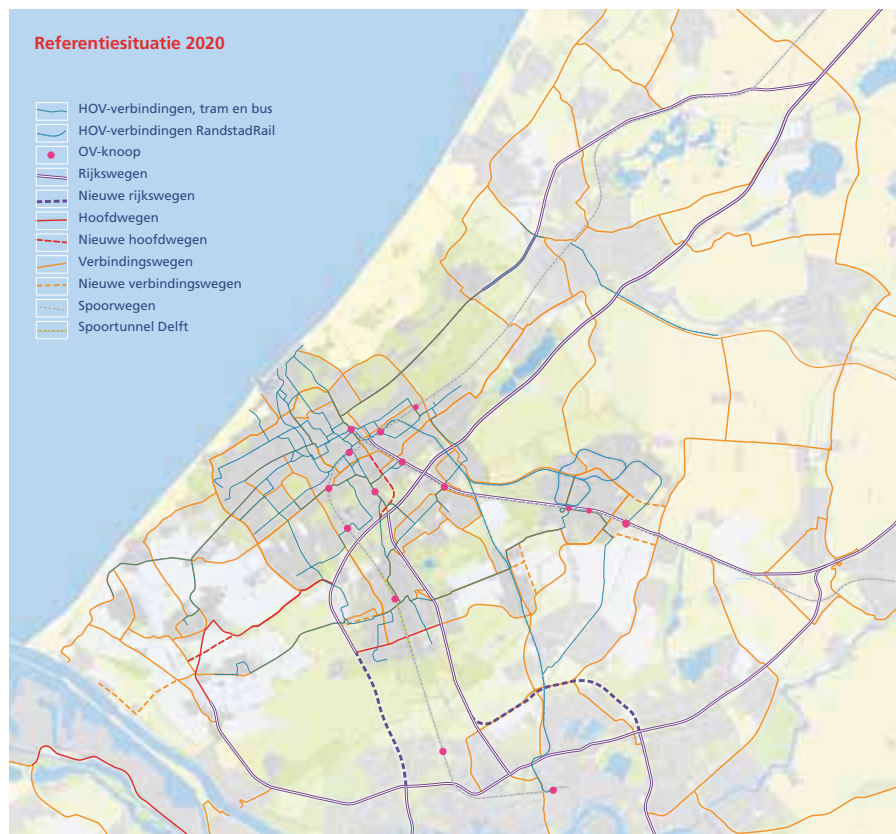 Referentiesituatie 2020
HOV-verbindingen, tram en bus
HOV-verbindingen RandstadRail
OV-knoop
Rijkswegen
Nieuwe rijkswegen
Hoofdwegen
Nieuwe hoofdwegen
Verbindingswegen
Nieuwe verbindingswegen
Spoorwegen
Spoortunnel Delft